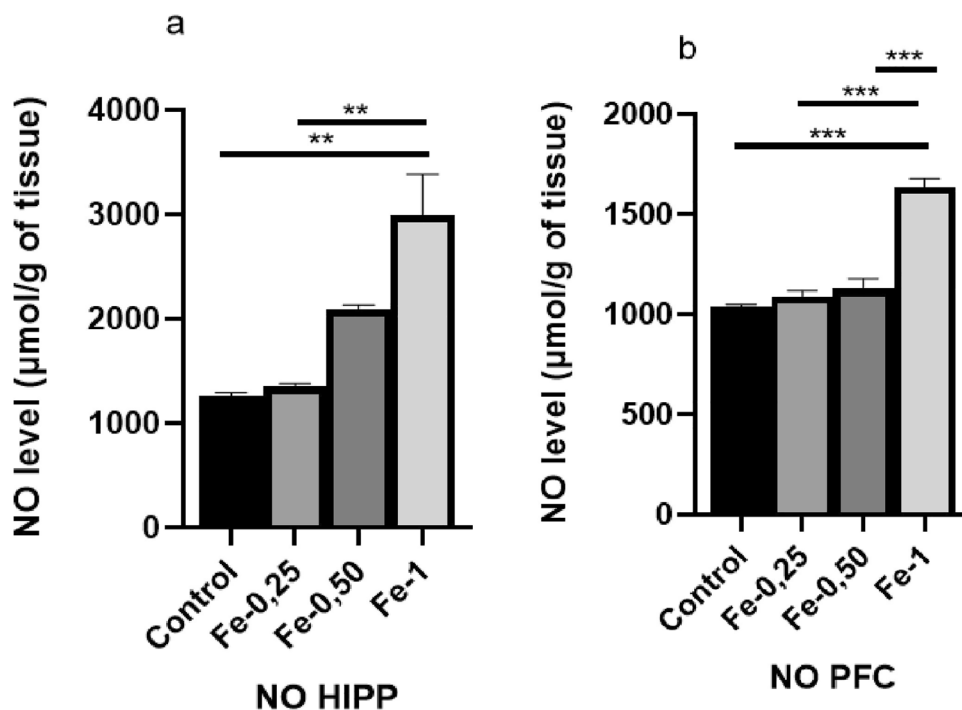 a
NO level (µmol/g of tissue)
4000
3000
2000
1000
0
**
**
Control
Fe-0,25
Fe-0,50
Fe-1
NO HIPP
b
NO level (µmol/g of tissue)
2000
1500
1000
500
0
***
***
***
Control
Fe-0,25
Fe-0,50
Fe-1
NO PFC